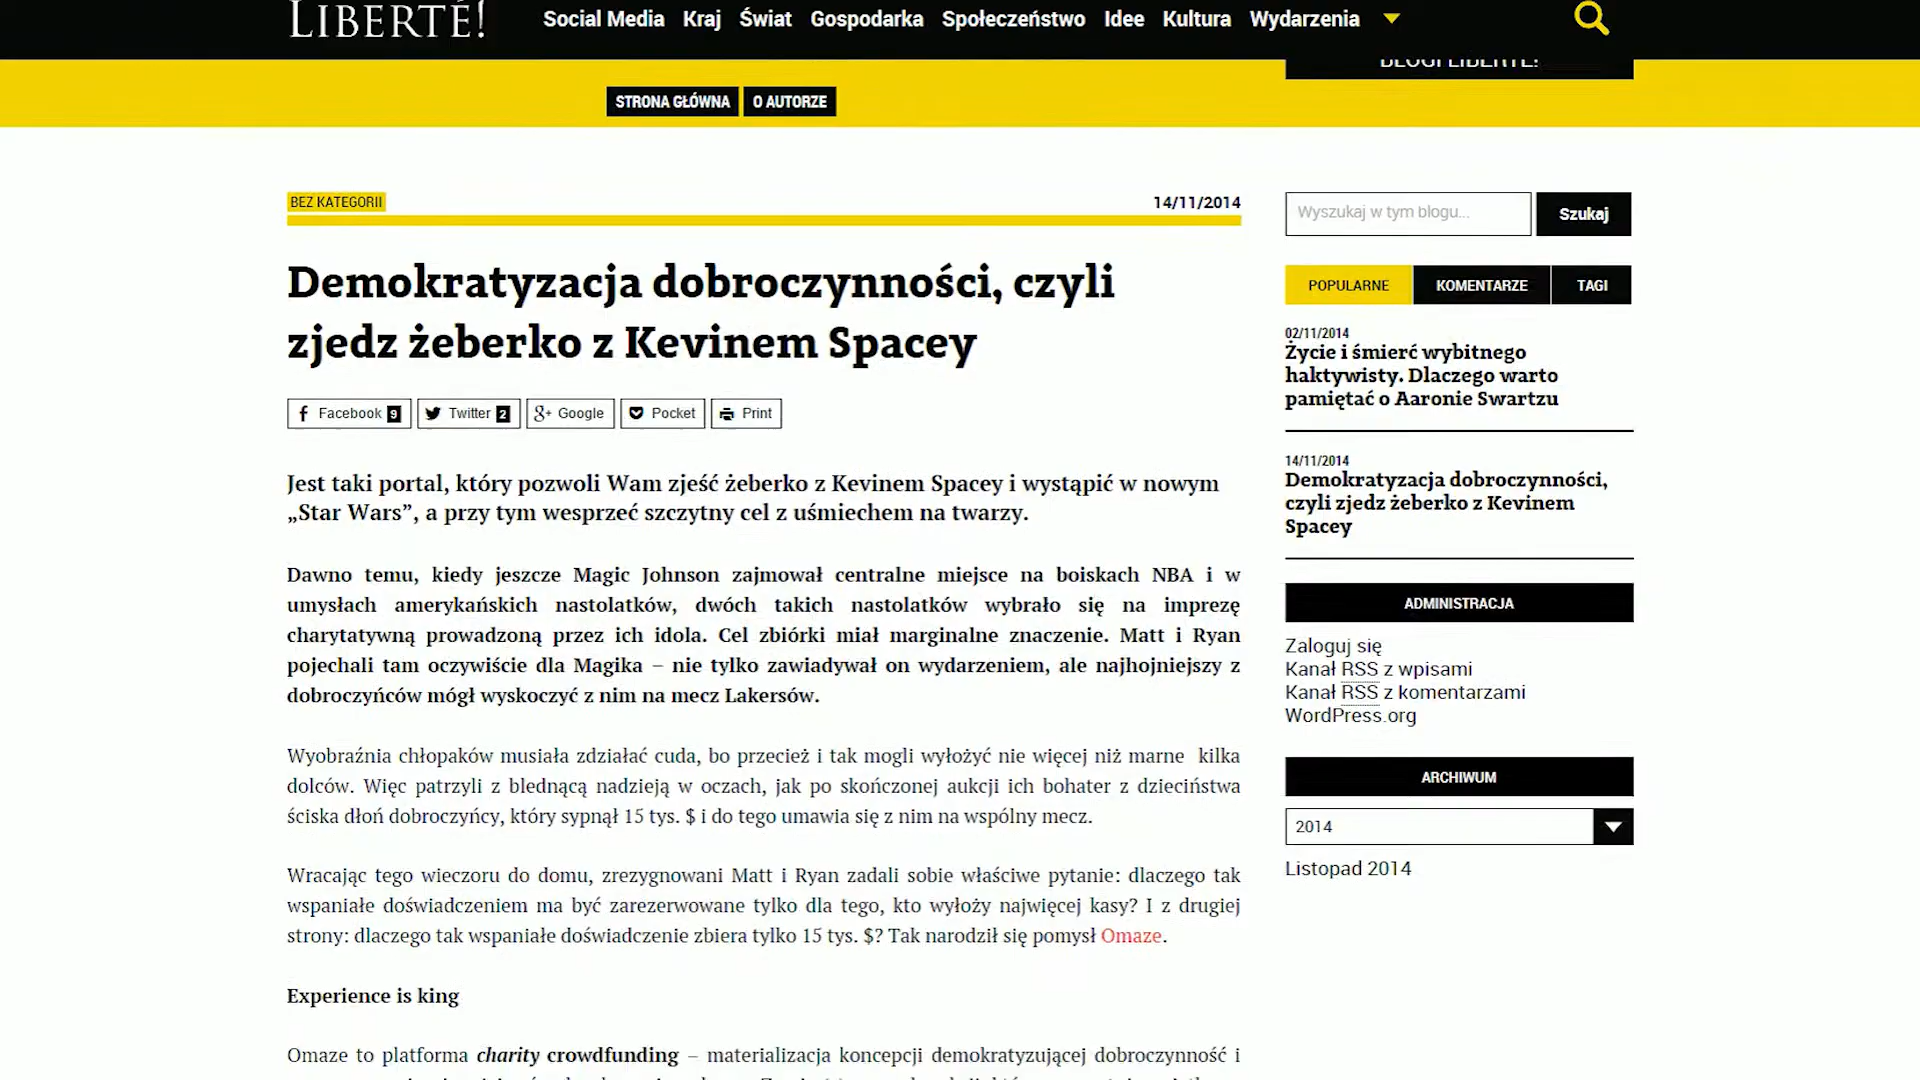 LIBERTÉ!
Social Media Kraj Świat Gospodarka Społeczeństwo Idee Kultura Wydarzenia
BLOGI LIBERTE!
STRONA GŁÓWNA O AUTORZE
BEZ KATEGORII 14/11/2014
Demokratyzacja dobroczynności, czyli
zjedz żeberko z Kevinem Spacey
Facebook 9 Twitter 2 Google Pocket Print
Jest taki portal, który pozwoli Wam zjeść żeberko z Kevinem Spacey i wystąpić w nowym
„Star Wars”, a przy tym wesprzeć szczytny cel z uśmiechem na twarzy.
Dawno temu, kiedy jeszcze Magic Johnson zajmował centralne miejsce na boiskach NBA i w
umysłach amerykańskich nastolatków, dwóch takich nastolatków wybrało się na imprezę
charytatywną prowadzoną przez ich idola. Cel zbiórki miał marginalne znaczenie. Matt i Ryan
pojechali tam oczywiście dla Magika – nie tylko zawiadywał on wydarzeniem, ale najhojniejszy z
dobroczyńców mógł wyskoczyć z nim na mecz Lakersów.
Wyobraźnia chłopaków musiała zdziałać cuda, bo przecież i tak mogli wyłożyć nie więcej niż marne kilka
dolców. Więc patrzyli z blednącą nadzieją w oczach, jak po skończonej aukcji ich bohater z dzieciństwa
ściska dłoń dobroczyńcy, który sypnął 15 tys. $ i do tego umawia się z nim na wspólny mecz.
Wracając tego wieczoru do domu, zrezygnowani Matt i Ryan zadali sobie właściwe pytanie: dlaczego tak
wspaniałe doświadczeniem ma być zarezerwowane tylko dla tego, kto wyłoży najwięcej kasy? I z drugiej
strony: dlaczego tak wspaniałe doświadczenie zbiera tylko 15 tys. $? Tak narodził się pomysł Omaze.
Experience is king
Omaze to platforma charity crowdfunding – materializacja koncepcji demokratyzującej dobroczynność i
Wyszukaj w tym blogu... Szukaj
POPULARNE KOMENTARZE TAGI
02/11/2014
Życie i śmierć wybitnego
haktywisty. Dlaczego warto
pamiętać o Aaronie Swartzu
14/11/2014
Demokratyzacja dobroczynności,
czyli zjedz żeberko z Kevinem
Spacey
ADMINISTRACJA
Zaloguj się
Kanał RSS z wpisami
Kanał RSS z komentarzami
WordPress.org
ARCHIWUM
2014
Listopad 2014